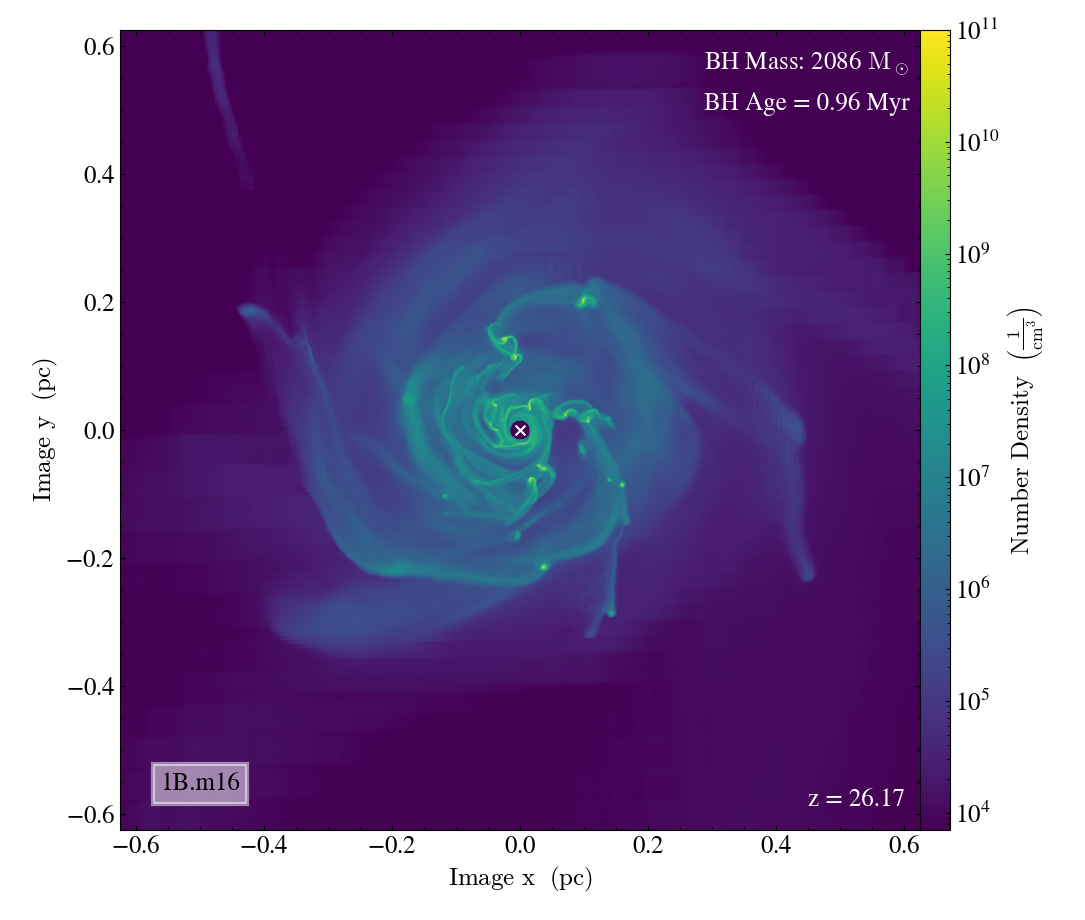 0.6
0.4
0.2
0.0
−0.2
−0.4
−0.6
Image y (pc)
BH Mass: 2086 M⊙
BH Age = 0.96 Myr
1B.m16
z = 26.17
−0.6 −0.4 −0.2 0.0 0.2 0.4 0.6
Image x (pc)
10¹¹
10¹⁰
10⁹
10⁸
10⁷
10⁶
10⁵
10⁴
Number Density (1/cm³)